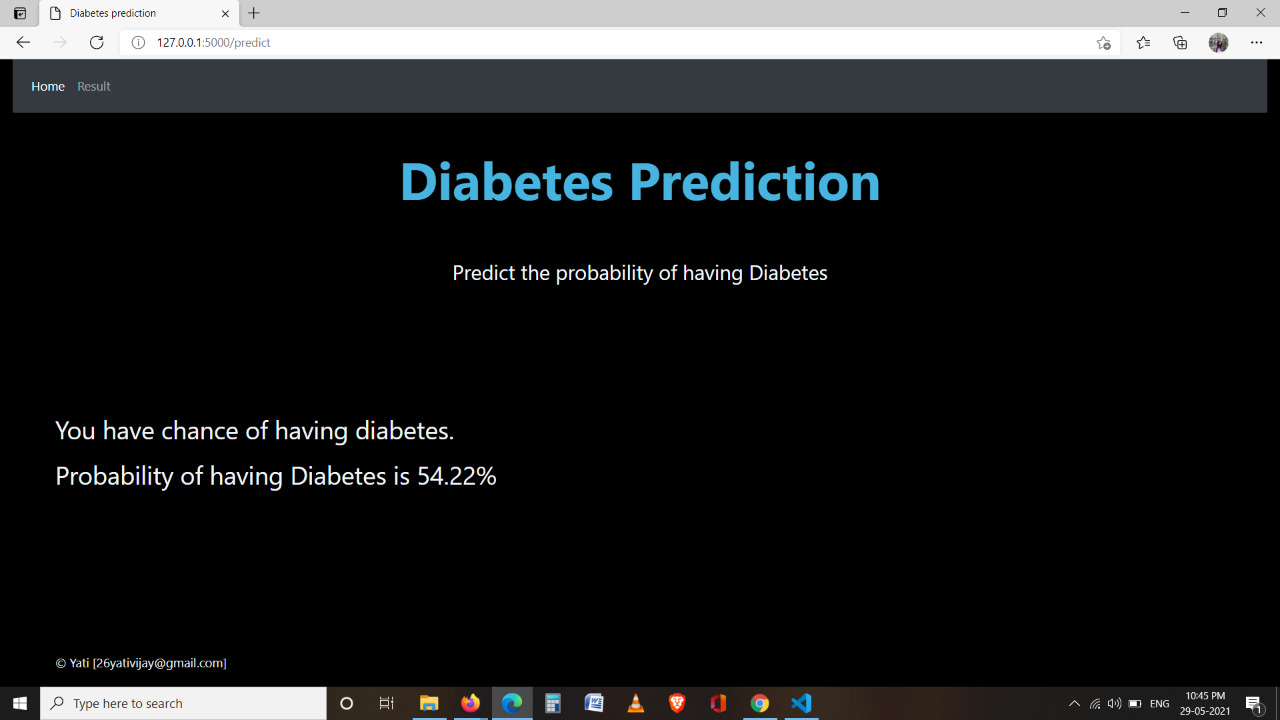 Diabetes prediction
127.0.0.1:5000/predict
Home Result
Diabetes Prediction
Predict the probability of having Diabetes
You have chance of having diabetes.
Probability of having Diabetes is 54.22%
© Yati [26yativijay@gmail.com]
Type here to search
ENG
10:45 PM
29-05-2021
1